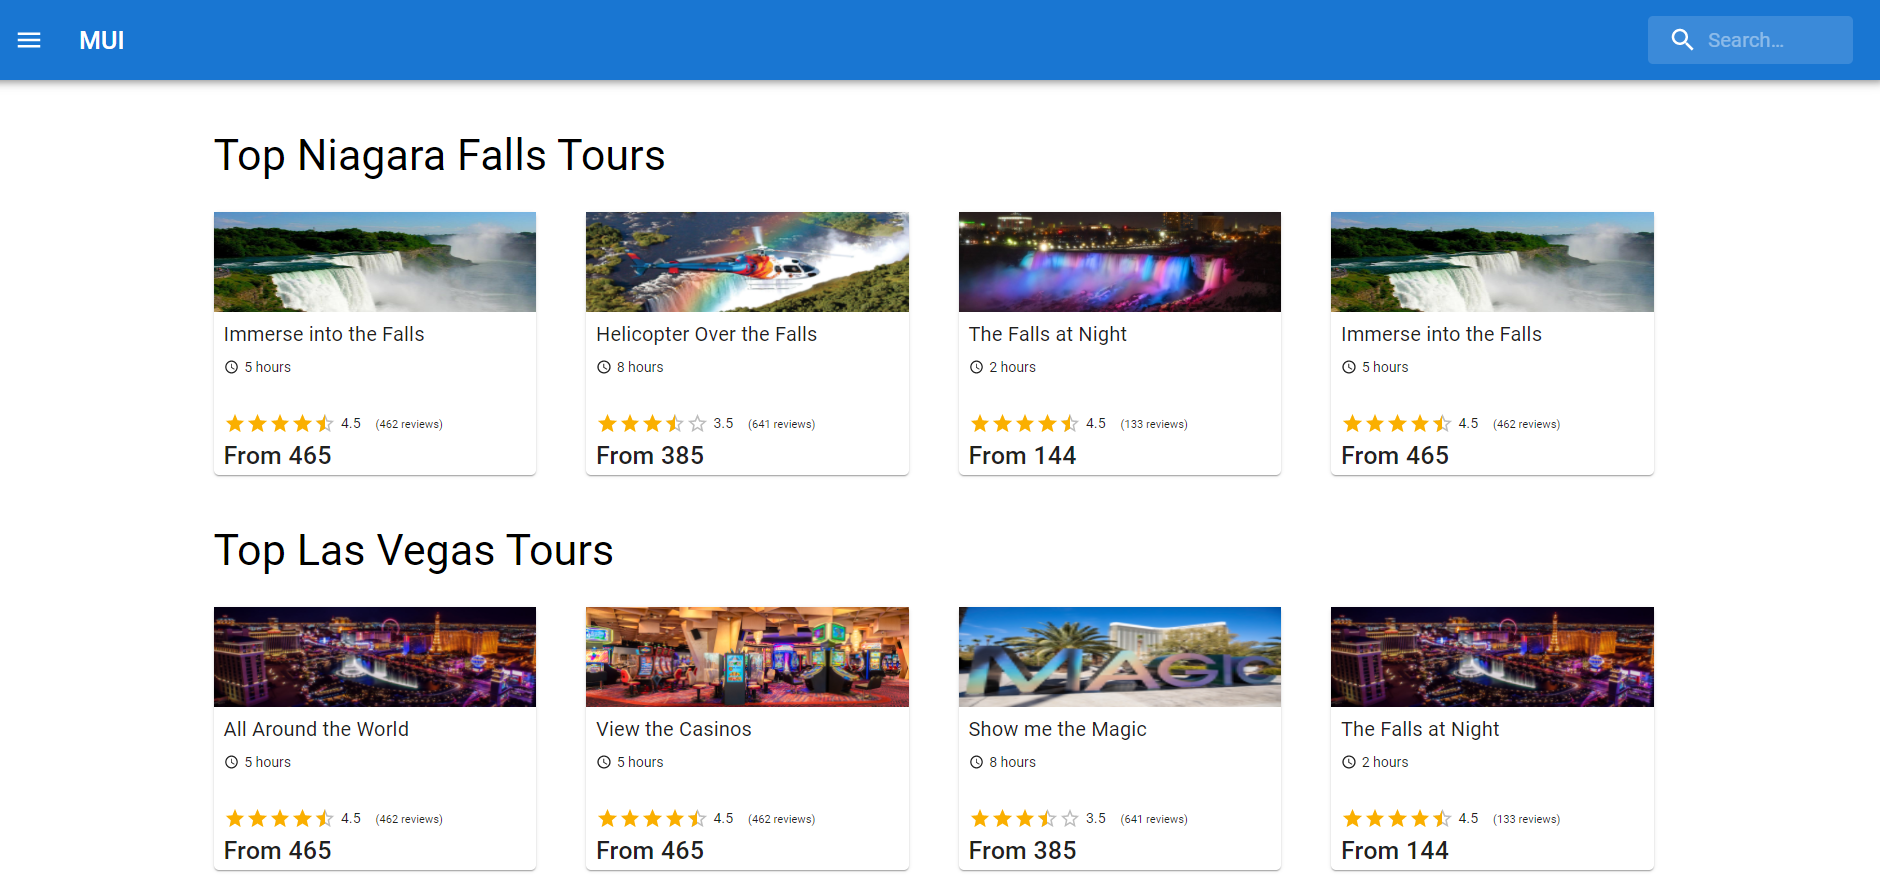 MUI
Search…
Top Niagara Falls Tours
Immerse into the Falls
5 hours
4.5 (462 reviews)
From 465
Helicopter Over the Falls
8 hours
3.5 (641 reviews)
From 385
The Falls at Night
2 hours
4.5 (133 reviews)
From 144
Immerse into the Falls
5 hours
4.5 (462 reviews)
From 465
Top Las Vegas Tours
All Around the World
5 hours
4.5 (462 reviews)
From 465
View the Casinos
5 hours
4.5 (462 reviews)
From 465
MAGIC
Show me the Magic
8 hours
3.5 (641 reviews)
From 385
The Falls at Night
2 hours
4.5 (133 reviews)
From 144